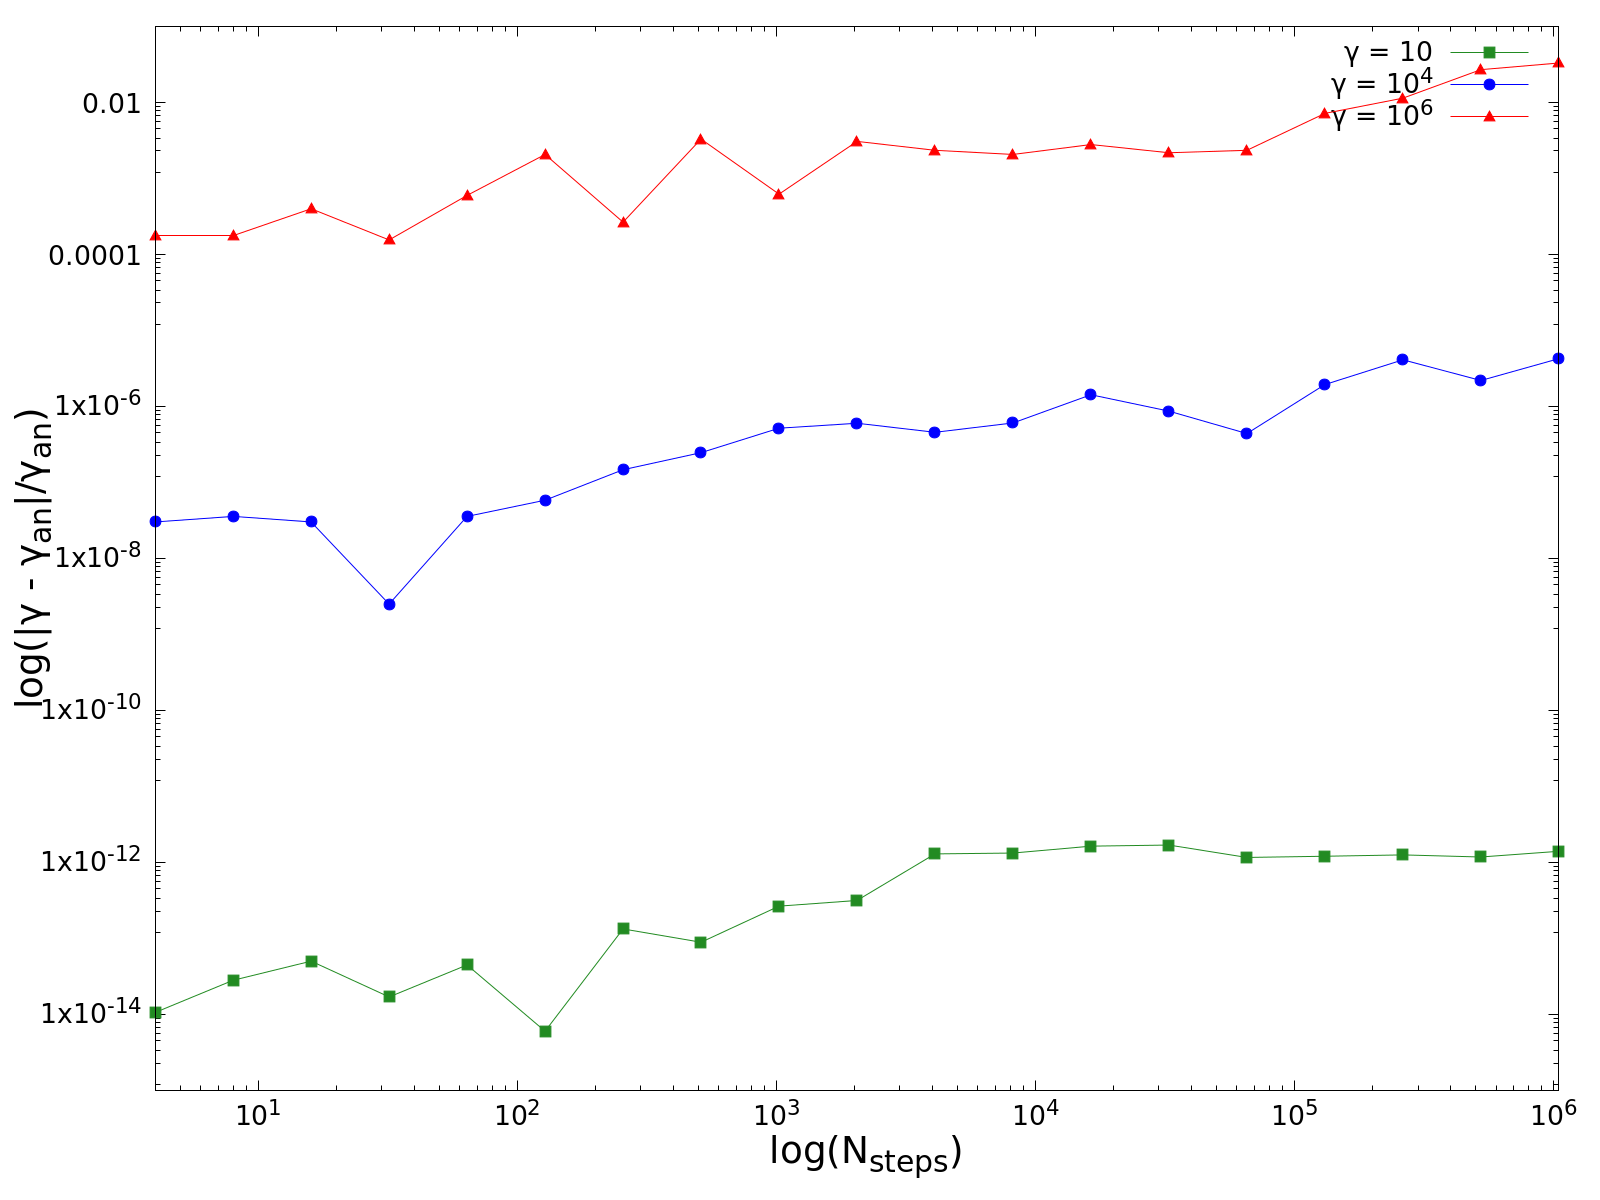 γ = 10
γ = 10⁴
γ = 10⁶
0.01
0.0001
1x10⁻⁶
1x10⁻⁸
1x10⁻¹⁰
1x10⁻¹²
1x10⁻¹⁴
log(|γ - γₐₙ|/γₐₙ)
10¹ 10² 10³ 10⁴ 10⁵ 10⁶
log(Nₛₜₑₚₛ)